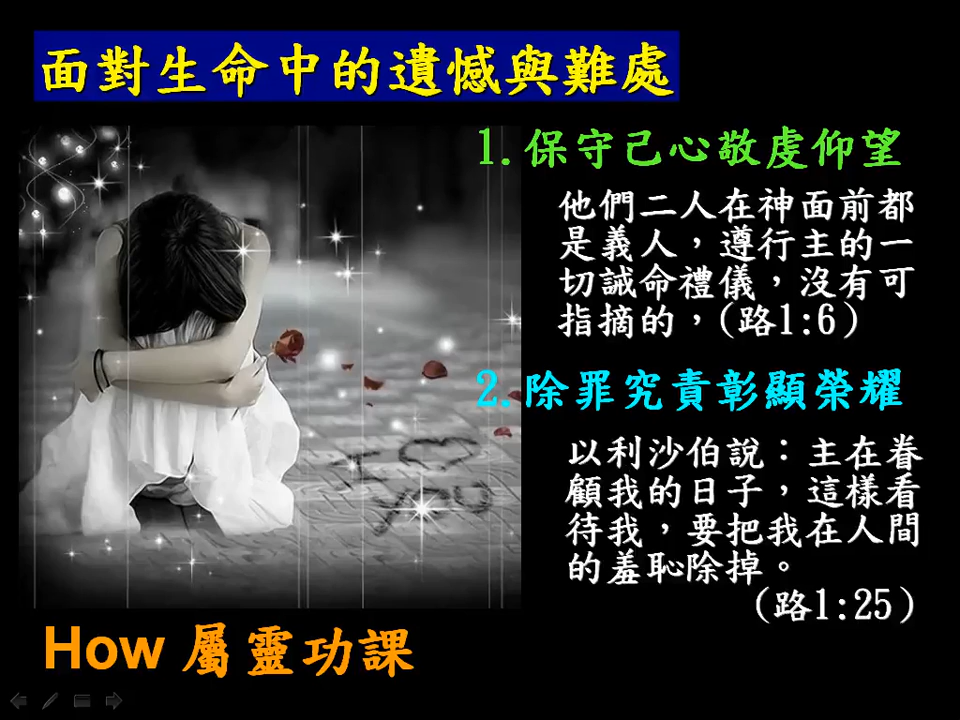 面對生命中的遺憾與難處
1.保守己心敬虔仰望
他們二人在神面前都
是義人，遵行主的一
切誡命禮儀，沒有可
指摘的，(路1:6)
2.除罪究責彰顯榮耀
以利沙伯說：主在眷
顧我的日子，這樣看
待我，要把我在人間
的羞恥除掉。
(路1:25)
I
YOU
How 屬靈功課